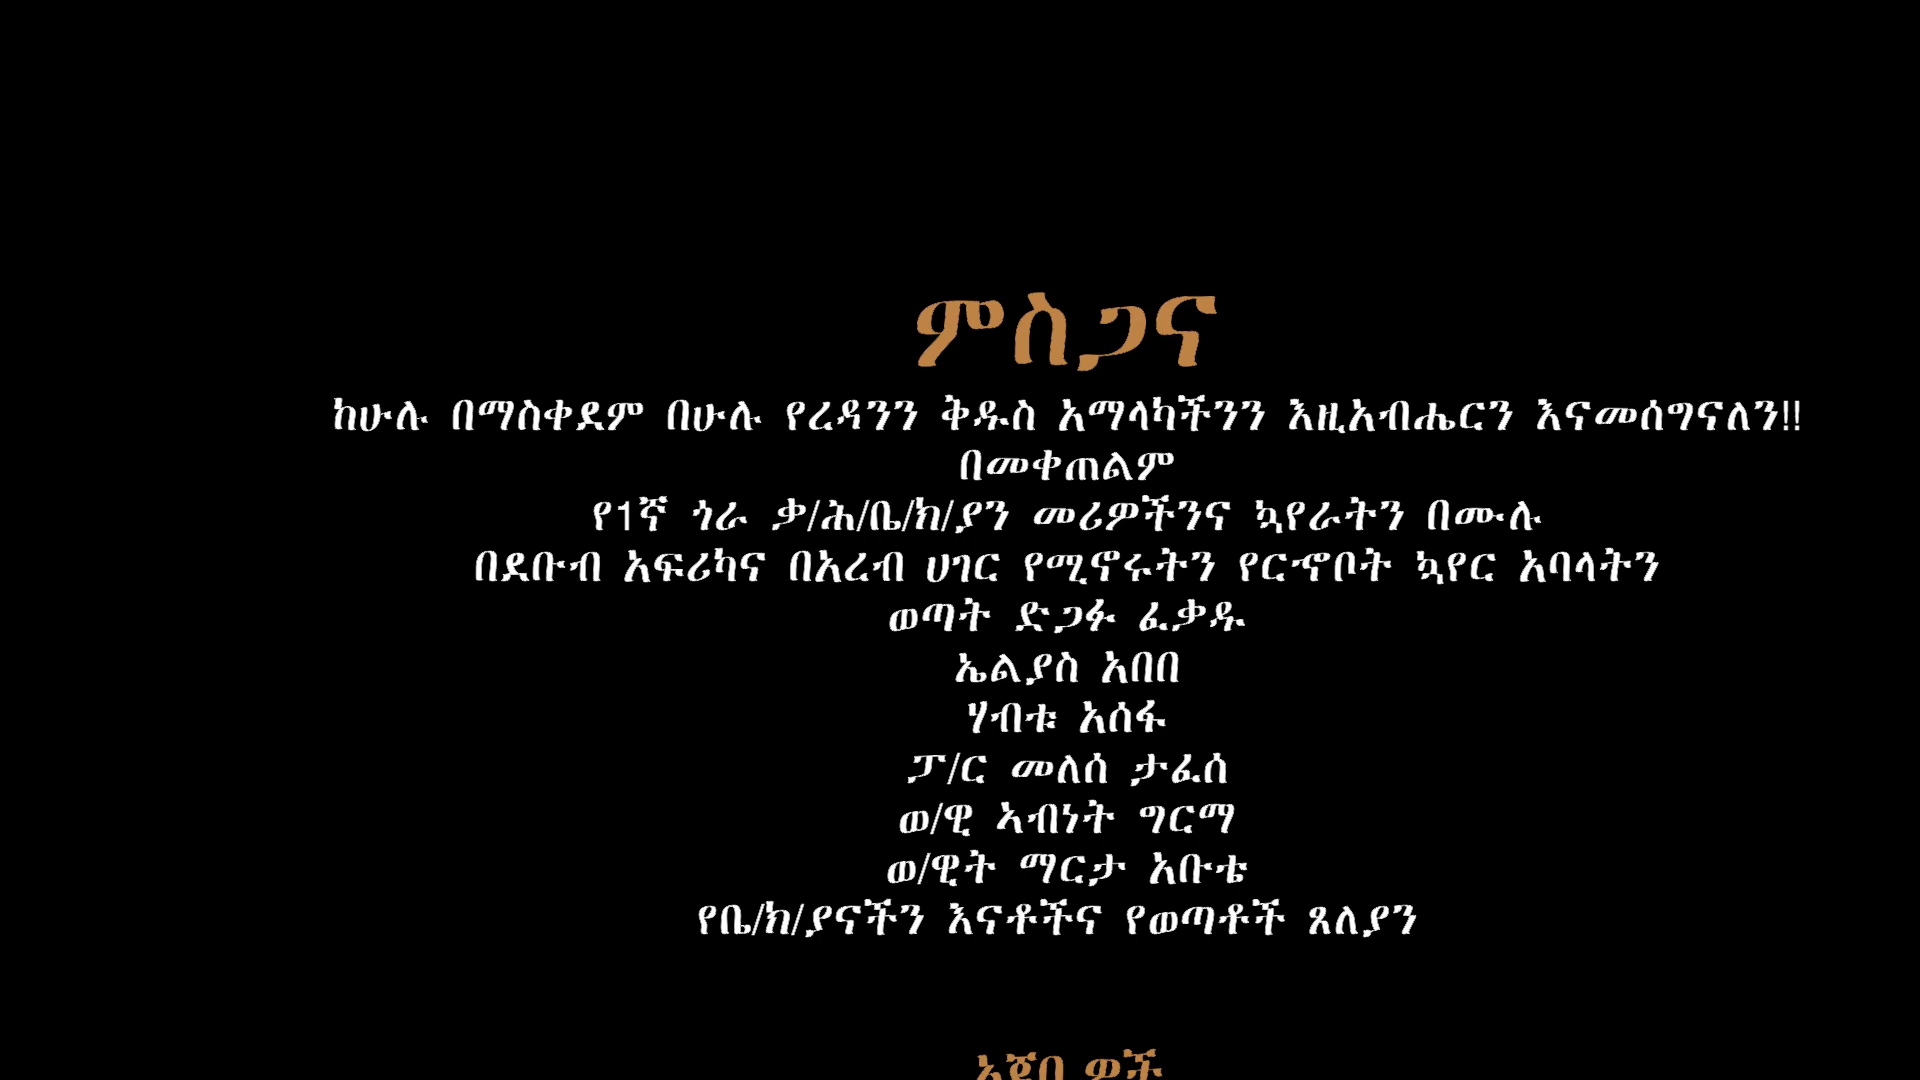 ምስጋና
ከሁሉ በማስቀደም በሁሉ የረዳንን ቅዱስ አማላካችንን እዚአብሔርን እናመሰግናለን!!
በመቀጠልም
የ1ኛ ጎራ ቃ/ሕ/ቤ/ክ/ያን መሪዎችንና ኳየራትን በሙሉ
በደቡብ አፍሪካና በአረብ ሀገር የሚኖሩትን የርኆቦት ኳየር አባላትን
ወጣት ድጋፉ ፈቃዱ
ኤልያስ አበበ
ሃብቱ አሰፋ
ፓ/ር መለሰ ታፈሰ
ወ/ዊ ኣብነት ግርማ
ወ/ዊት ማርታ አቡቴ
የቤ/ክ/ያናችን እናቶችና የወጣቶች ጸለያን